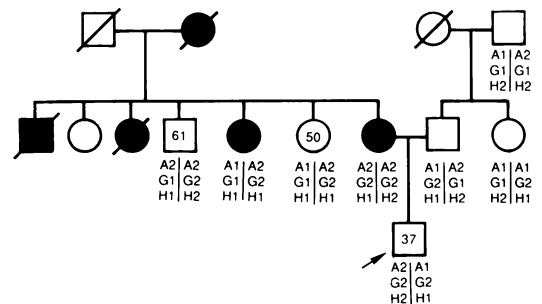 A1 | A2
G1 | G1
H2 | H2
61
50
A2 | A2
G1 | G2
H1 | H2
A1 | A2
G1 | G1
H1 | H1
A1 | A2
G1 | G2
H1 | H1
A2 | A2
G2 | G2
H2 | H2
A1 | A2
G2 | G1
H1 | H2
A1 | A1
G1 | G2
H2 | H1
37
A2 | A1
G2 | G2
H2 | H1